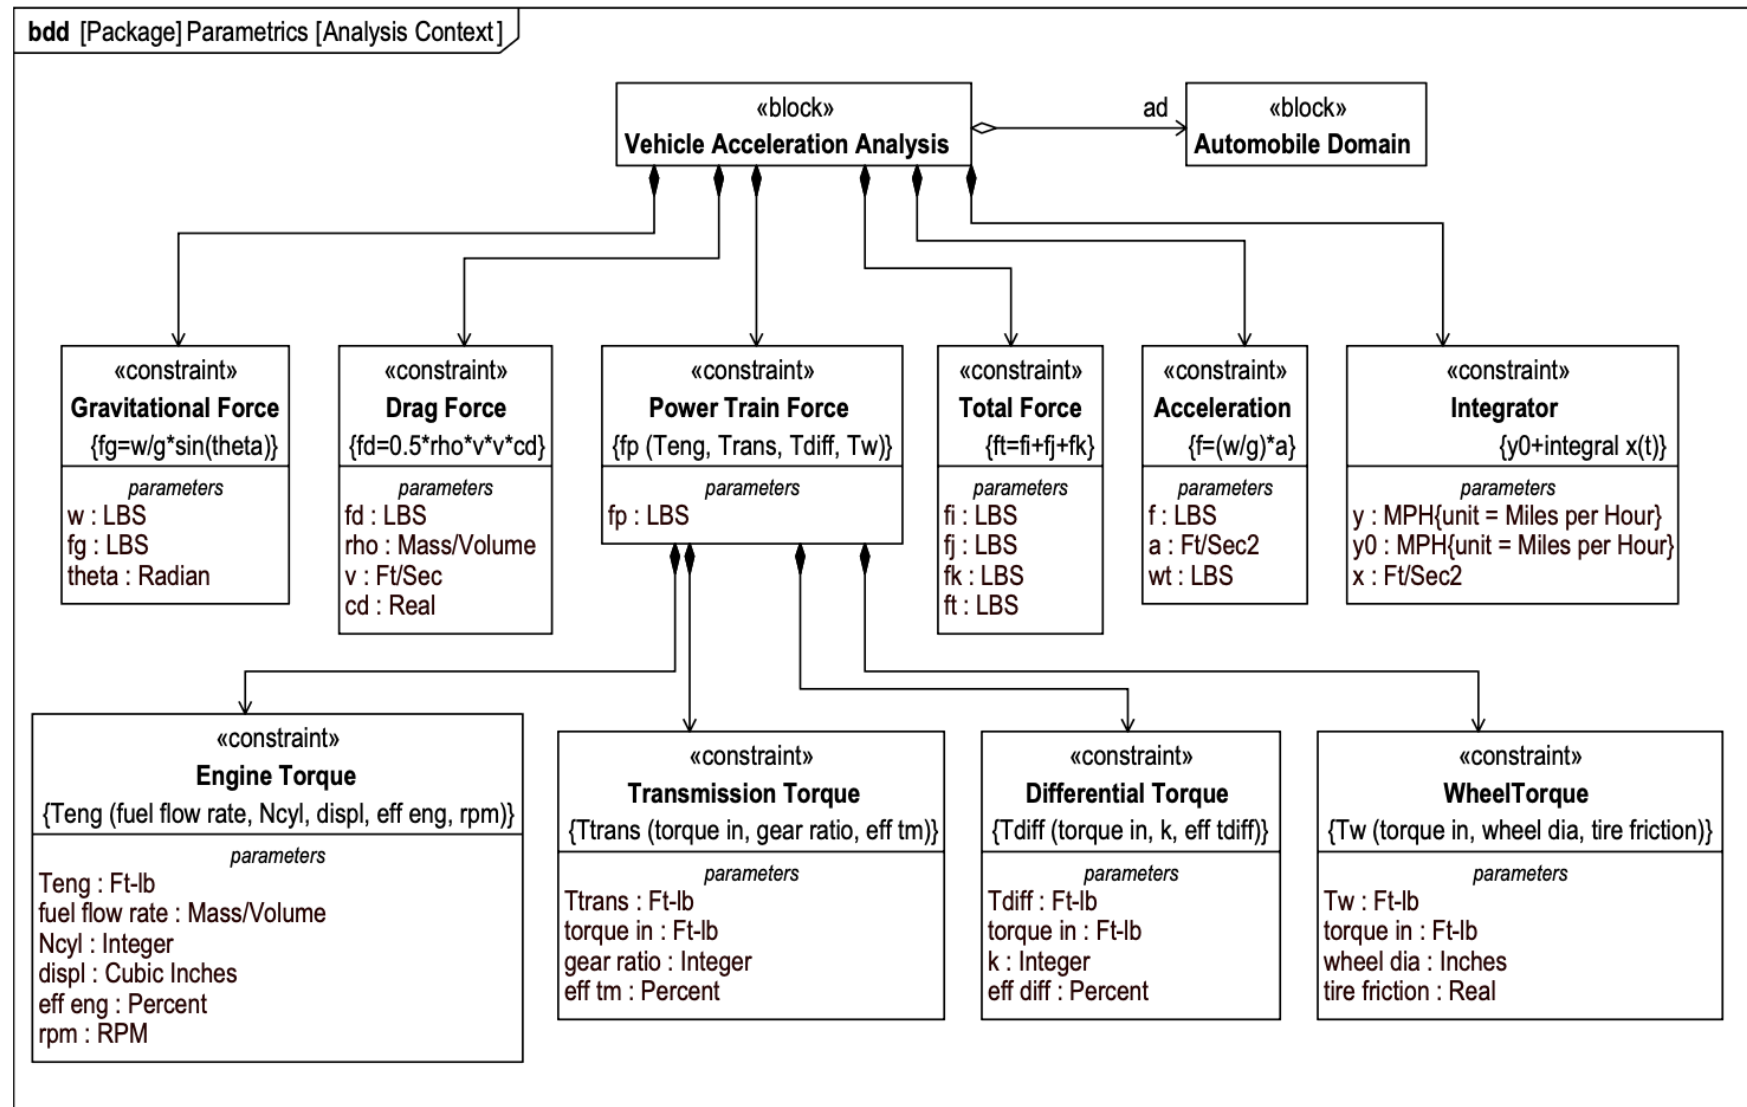 bdd [Package] Parametrics [Analysis Context]
«block»
Vehicle Acceleration Analysis
ad
«block»
Automobile Domain
«constraint»
Gravitational Force
{fg=w/g*sin(theta)}
parameters
w : LBS
fg : LBS
theta : Radian
«constraint»
Drag Force
{fd=0.5*rho*v*v*cd}
parameters
fd : LBS
rho : Mass/Volume
v : Ft/Sec
cd : Real
«constraint»
Power Train Force
{fp (Teng, Trans, Tdiff, Tw)}
parameters
fp : LBS
«constraint»
Total Force
{ft=fi+fj+fk}
parameters
fi : LBS
fj : LBS
fk : LBS
ft : LBS
«constraint»
Acceleration
{f=(w/g)*a}
parameters
f : LBS
a : Ft/Sec2
wt : LBS
«constraint»
Integrator
{y0+integral x(t)}
parameters
y : MPH{unit = Miles per Hour}
y0 : MPH{unit = Miles per Hour}
x : Ft/Sec2
«constraint»
Engine Torque
{Teng (fuel flow rate, Ncyl, displ, eff eng, rpm)}
parameters
Teng : Ft-lb
fuel flow rate : Mass/Volume
Ncyl : Integer
displ : Cubic Inches
eff eng : Percent
rpm : RPM
«constraint»
Transmission Torque
{Ttrans (torque in, gear ratio, eff tm)}
parameters
Ttrans : Ft-lb
torque in : Ft-lb
gear ratio : Integer
eff tm : Percent
«constraint»
Differential Torque
{Tdiff (torque in, k, eff tdiff)}
parameters
Tdiff : Ft-lb
torque in : Ft-lb
k : Integer
eff diff : Percent
«constraint»
WheelTorque
{Tw (torque in, wheel dia, tire friction)}
parameters
Tw : Ft-lb
torque in : Ft-lb
wheel dia : Inches
tire friction : Real